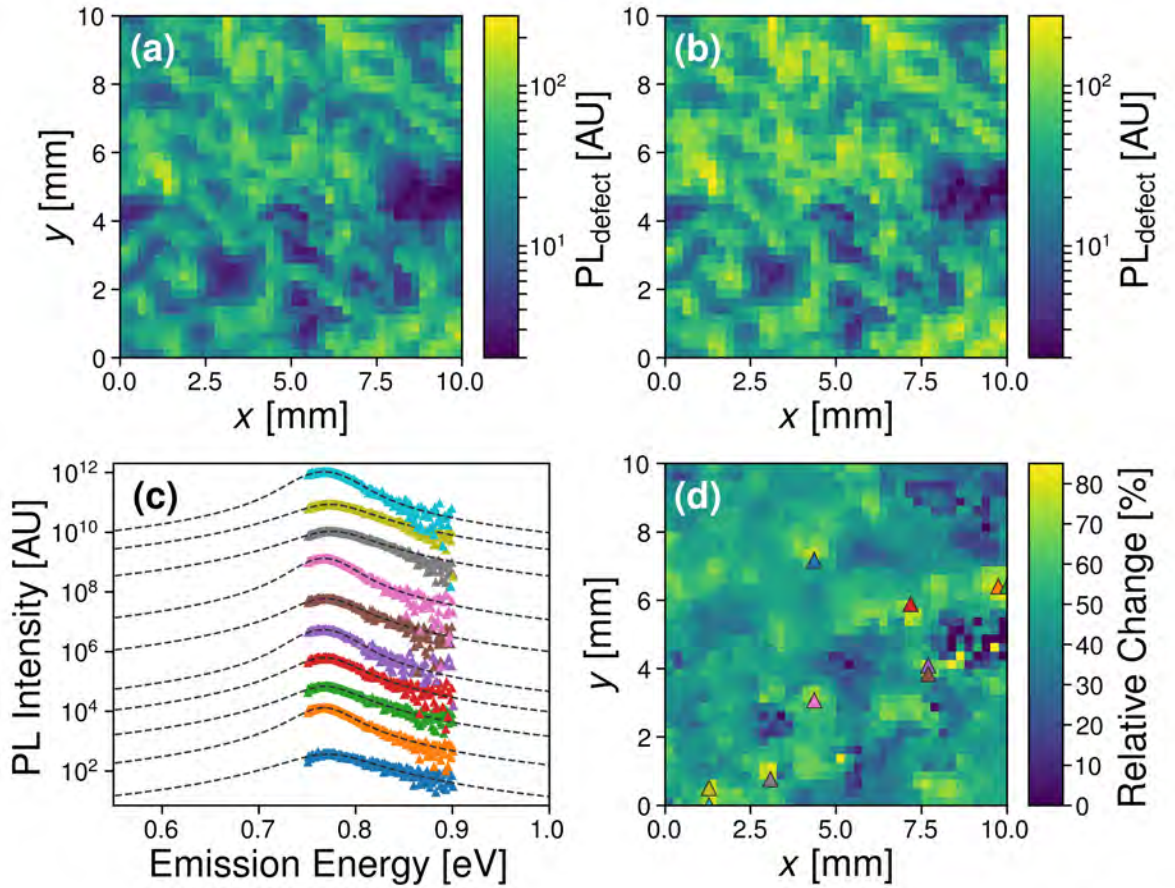 (a)
10
8
6
4
2
0
y [mm]
0.0 2.5 5.0 7.5 10.0
x [mm]
10²
10¹
PL_defect [AU]
(b)
10
8
6
4
2
0
0.0 2.5 5.0 7.5 10.0
x [mm]
10²
10¹
PL_defect [AU]
(c)
10¹²
10¹⁰
10⁸
10⁶
10⁴
10²
PL Intensity [AU]
0.6 0.7 0.8 0.9 1.0
Emission Energy [eV]
(d)
10
8
6
4
2
0
y [mm]
0.0 2.5 5.0 7.5 10.0
x [mm]
80
70
60
50
40
30
20
10
0
Relative Change [%]